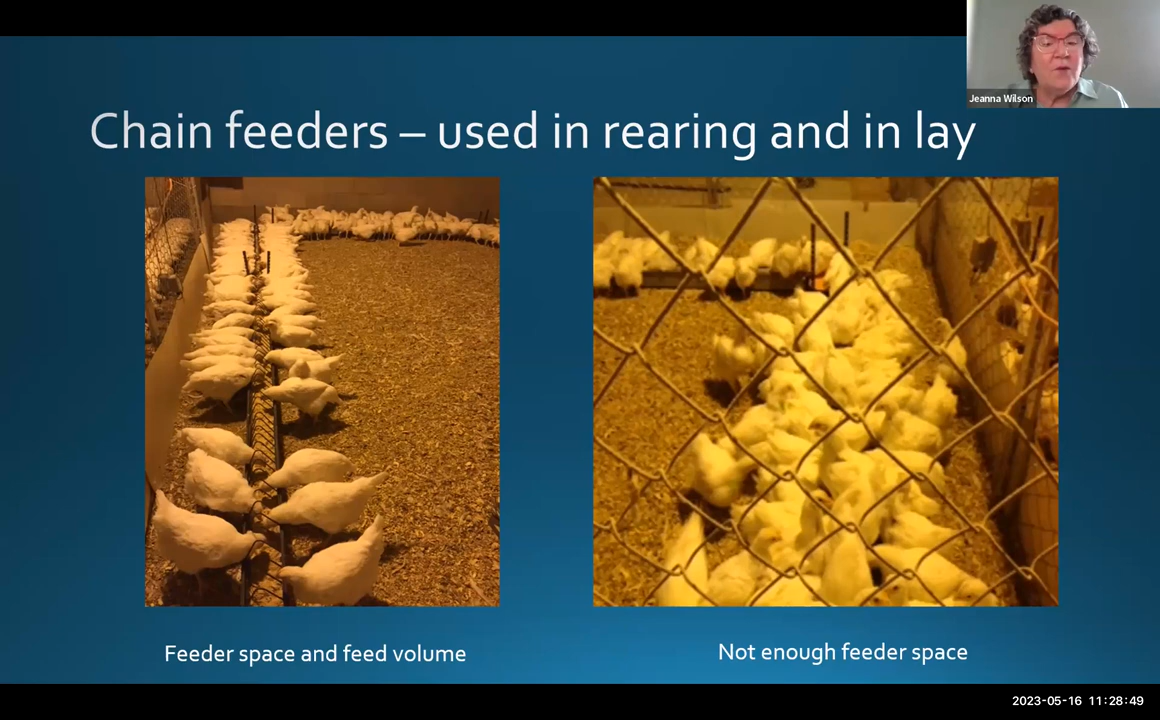 Jeanna Wilson
Chain feeders – used in rearing and in lay
Feeder space and feed volume
Not enough feeder space
2023-05-16 11:28:49